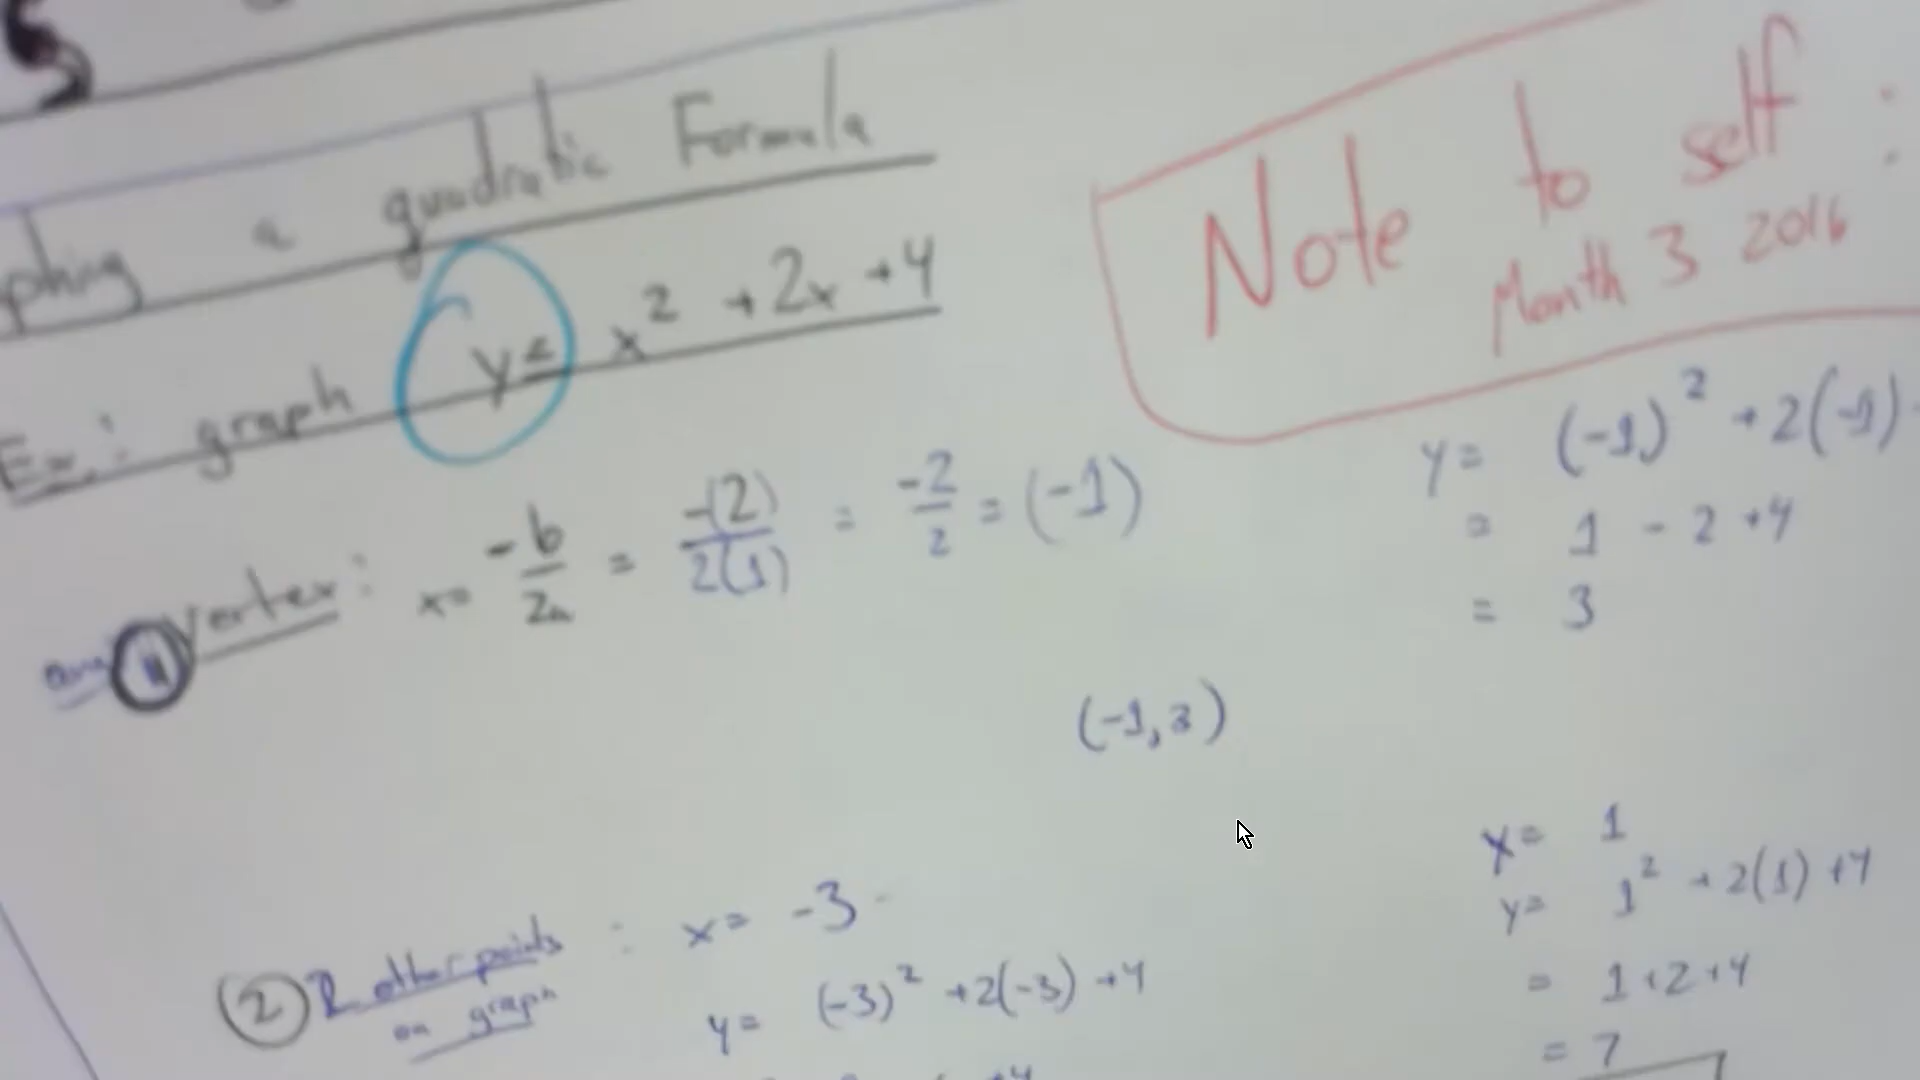 phing a quadratic Formula
Note to self :
Month 3 2016
Ex: graph y = x² + 2x + 4
y = (-1)² + 2(-1)
Vertex: x = -b/2a = -(2)/2(1) = -2/2 = (-1)
= 1 - 2 + 4
= 3
(-1, 3)
x = 1
y = 1² + 2(1) + 4
= 1 + 2 + 4
= 7
② 2 other points : x = -3
on graph
y = (-3)² + 2(-3) + 4